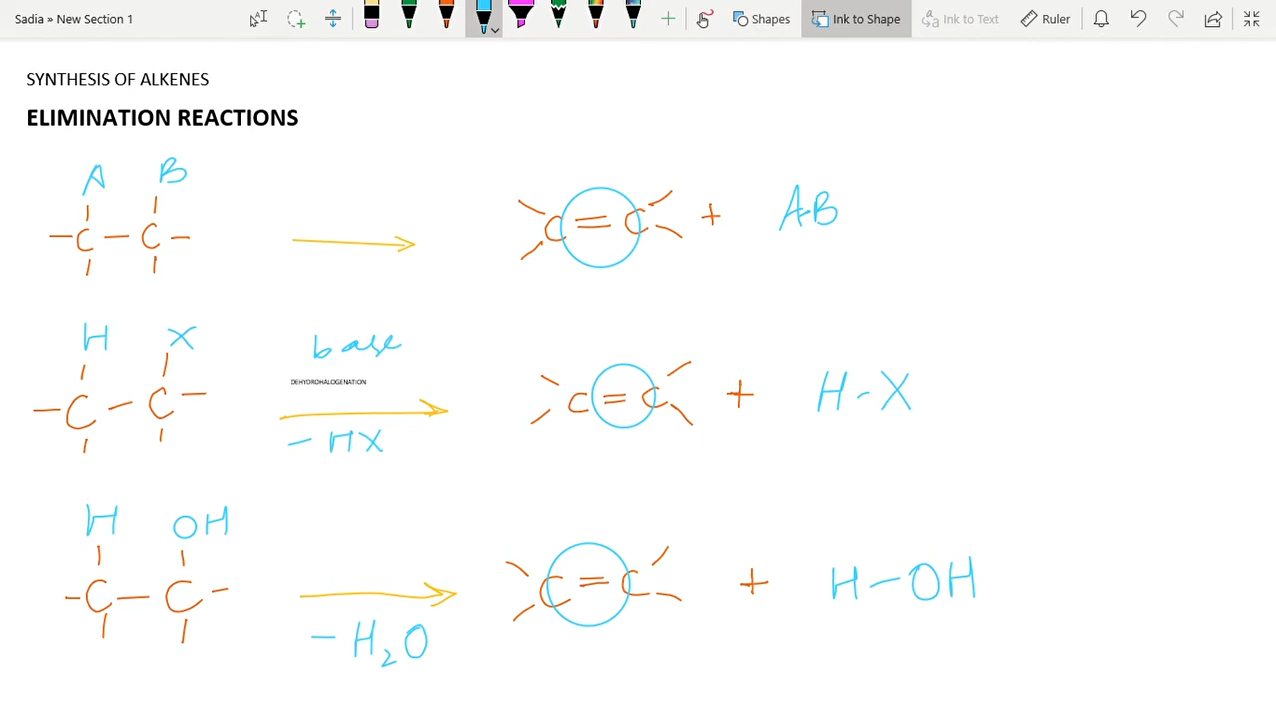 Sadia » New Section 1
Shapes
Ink to Shape
Ink to Text
Ruler
SYNTHESIS OF ALKENES
ELIMINATION REACTIONS
A B
— C — C —
C = C + A-B
H X
base
DEHYDROHALOGENATION
— C — C —
C = C + H-X
- HX
H OH
— C — C —
C = C + H-OH
- H₂O